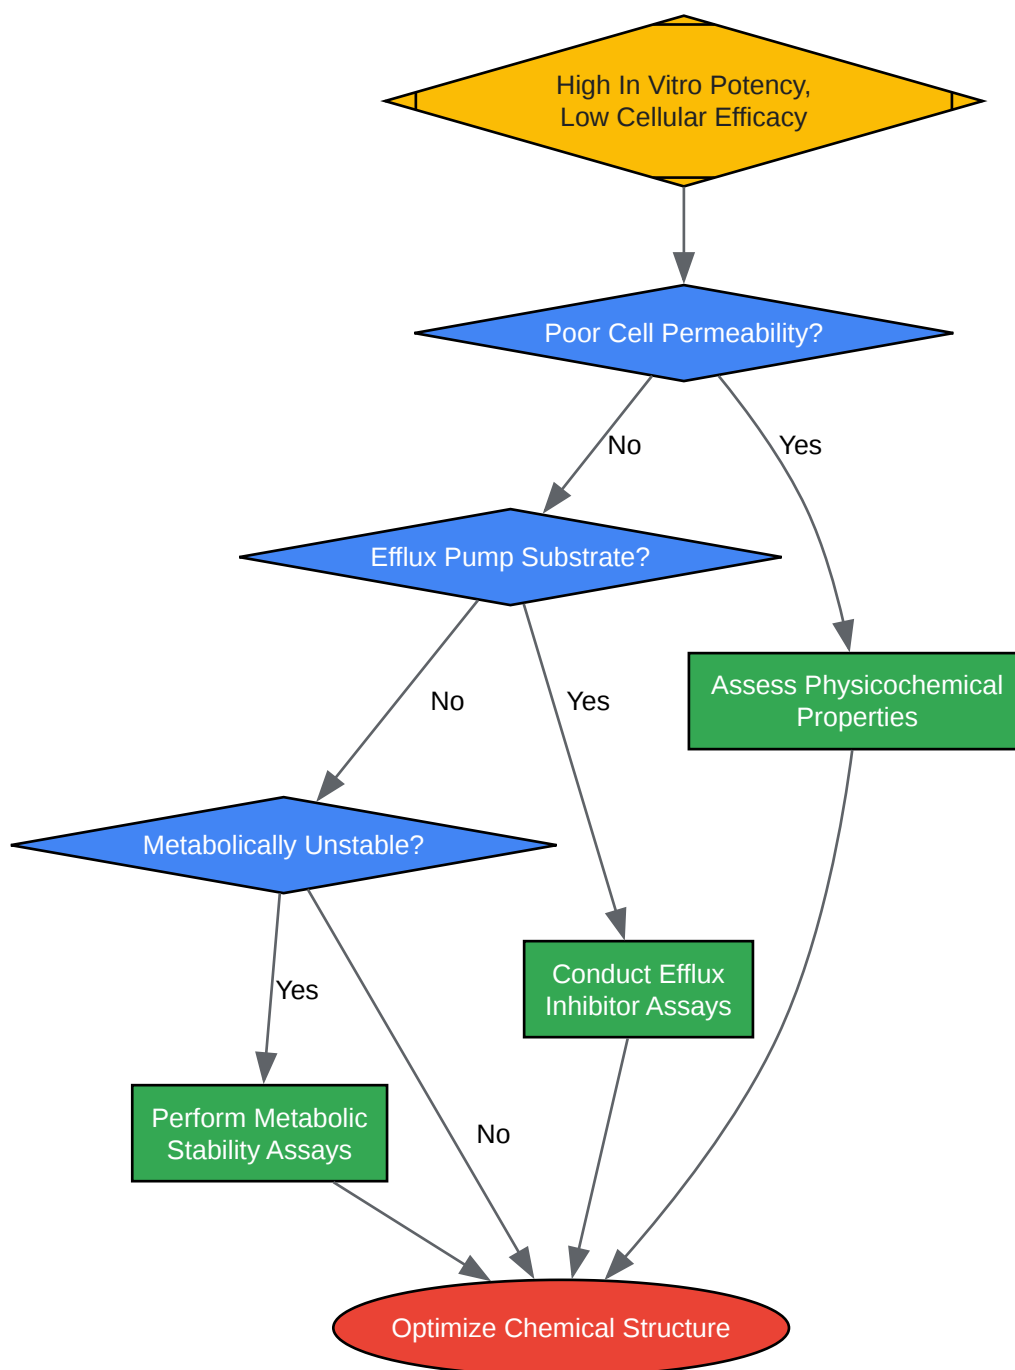 High In Vitro Potency,
Low Cellular Efficacy
Poor Cell Permeability?
No
Yes
Efflux Pump Substrate?
Assess Physicochemical
Properties
No
Yes
Metabolically Unstable?
Conduct Efflux
Inhibitor Assays
Yes
Perform Metabolic
Stability Assays
No
Optimize Chemical Structure